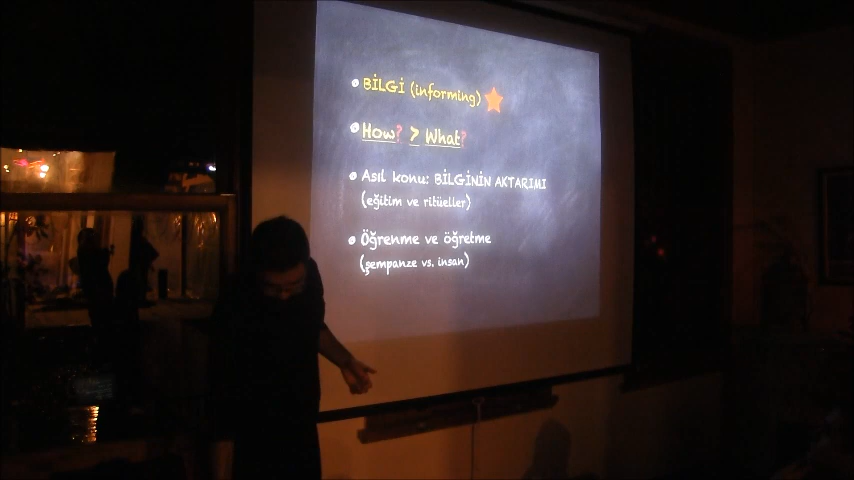 BİLGİ (informing)
How? > What?
Asıl konu: BİLGİNİN AKTARIMI
(eğitim ve ritüeller)
Öğrenme ve öğretme
(şempanze vs. insan)